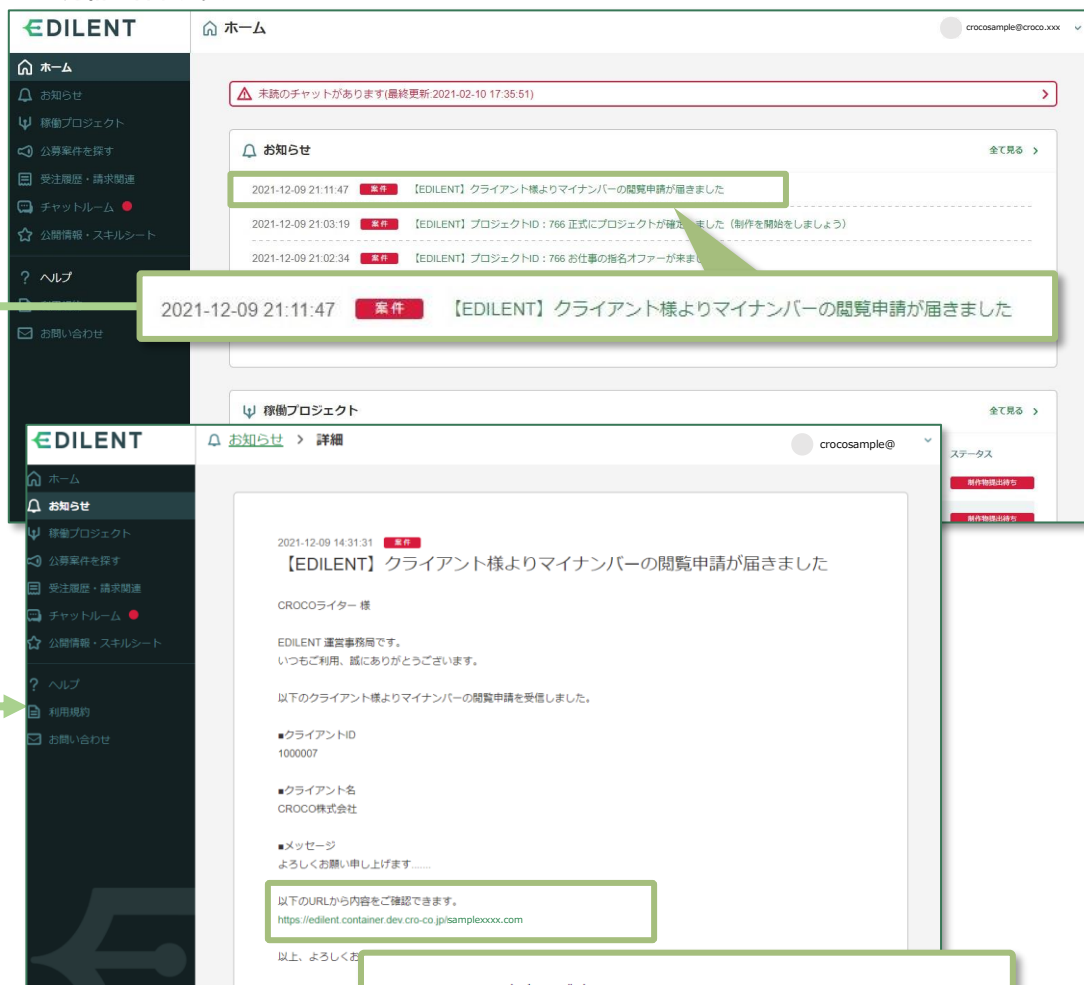 EDILENT
ホーム
crocosample@croco.xxx
ホーム
お知らせ
稼働プロジェクト
公募案件を探す
受注履歴・請求関連
チャットルーム
公開情報・スキルシート
? ヘルプ
お問い合わせ
未読のチャットがあります(最終更新:2021-02-10 17:35:51)
お知らせ
全て見る
2021-12-09 21:11:47 案件 【EDILENT】クライアント様よりマイナンバーの閲覧申請が届きました
2021-12-09 21:03:19 案件 【EDILENT】プロジェクトID:766 正式にプロジェクトが確定しました(制作を開始をしましょう)
2021-12-09 21:02:34 案件 【EDILENT】プロジェクトID:766 お仕事の指名オファーが来ま
2021-12-09 21:11:47 案件 【EDILENT】クライアント様よりマイナンバーの閲覧申請が届きました
稼働プロジェクト
全て見る
ステータス
制作物提出待ち
制作物提出待ち
EDILENT
お知らせ > 詳細
crocosample@
ホーム
お知らせ
稼働プロジェクト
公募案件を探す
受注履歴・請求関連
チャットルーム
公開情報・スキルシート
? ヘルプ
利用規約
お問い合わせ
2021-12-09 14:31:31 案件
【EDILENT】クライアント様よりマイナンバーの閲覧申請が届きました
CROCOライター 様
EDILENT 運営事務局です。
いつもご利用、誠にありがとうございます。
以下のクライアント様よりマイナンバーの閲覧申請を受信しました。
■クライアントID
1000007
■クライアント名
CROCO株式会社
■メッセージ
よろしくお願い申し上げます......
以下のURLから内容をご確認できます。
https://edilent.container.dev.cro-co.jp/samplexxxx.com
以上、よろしくお